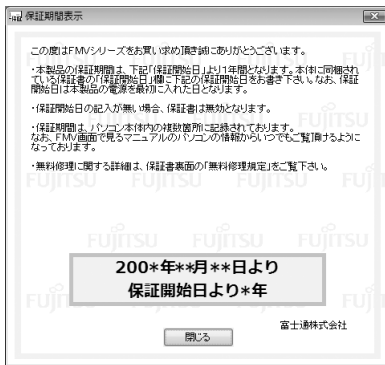 保証期間表示
この度はFMVシリーズをお買い求め頂き誠にありがとうございます。
・本製品の保証期間は、下記「保証開始日」より1年間となります。本体に同梱され
ている保証書の「保証開始日」欄に下記の保証開始日をお書き下さい。なお、保証
開始日は本製品の電源を最初に入れた日となります。
・保証開始日の記入が無い場合、保証書は無効となります。
・保証期間は、パソコン本体内の複数箇所に記録されております。
なお、FMV画面で見るマニュアルのパソコンの情報からいつでもご覧頂けるように
なっております。
・無料修理に関する詳細は、保証書裏面の「無料修理規定」をご覧下さい。
FUJITSU FUJITSU FUJITSU FUJ
FUJITSU FUJITSU FUJITSU
200*年**月**日より
保証開始日より*年
富士通株式会社
閉じる